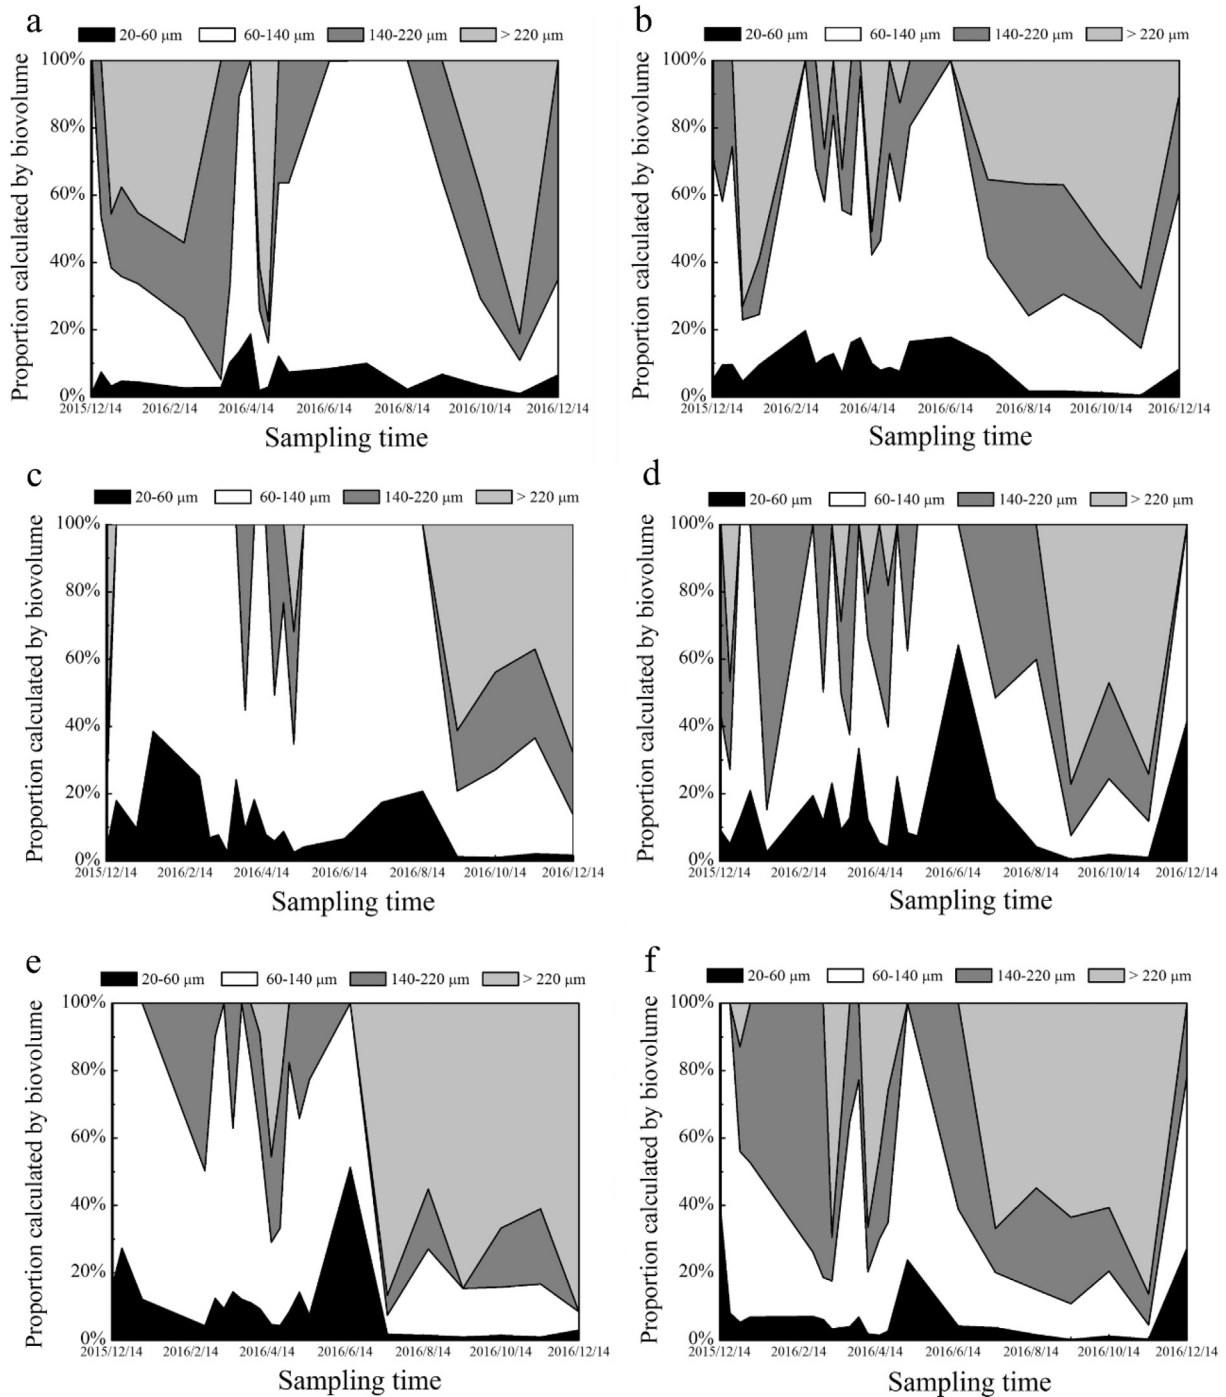 a
20-60 μm 60-140 μm 140-220 μm > 220 μm
Proportion calculated by biovolume
100%
80%
60%
40%
20%
0%
2015/12/14 2016/2/14 2016/4/14 2016/6/14 2016/8/14 2016/10/14 2016/12/14
Sampling time
b
20-60 μm 60-140 μm 140-220 μm > 220 μm
Proportion calculated by biovolume
100%
80%
60%
40%
20%
0%
2015/12/14 2016/2/14 2016/4/14 2016/6/14 2016/8/14 2016/10/14 2016/12/14
Sampling time
c
20-60 μm 60-140 μm 140-220 μm > 220 μm
Proportion calculated by biovolume
100%
80%
60%
40%
20%
0%
2015/12/14 2016/2/14 2016/4/14 2016/6/14 2016/8/14 2016/10/14 2016/12/14
Sampling time
d
20-60 μm 60-140 μm 140-220 μm > 220 μm
Proportion calculated by biovolume
100%
80%
60%
40%
20%
0%
2015/12/14 2016/2/14 2016/4/14 2016/6/14 2016/8/14 2016/10/14 2016/12/14
Sampling time
e
20-60 μm 60-140 μm 140-220 μm > 220 μm
Proportion calculated by biovolume
100%
80%
60%
40%
20%
0%
2015/12/14 2016/2/14 2016/4/14 2016/6/14 2016/8/14 2016/10/14 2016/12/14
Sampling time
f
20-60 μm 60-140 μm 140-220 μm > 220 μm
Proportion calculated by biovolume
100%
80%
60%
40%
20%
0%
2015/12/14 2016/2/14 2016/4/14 2016/6/14 2016/8/14 2016/10/14 2016/12/14
Sampling time